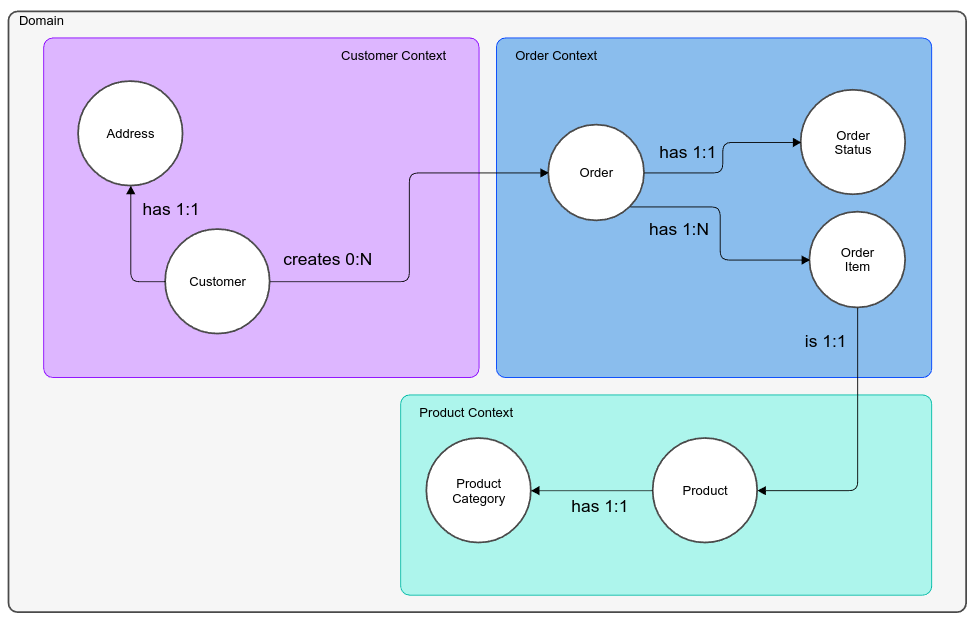 Domain
Customer Context
Address
has 1:1
Customer
creates 0:N
Order Context
Order
has 1:1
Order
Status
has 1:N
Order
Item
is 1:1
Product Context
Product
Category
has 1:1
Product